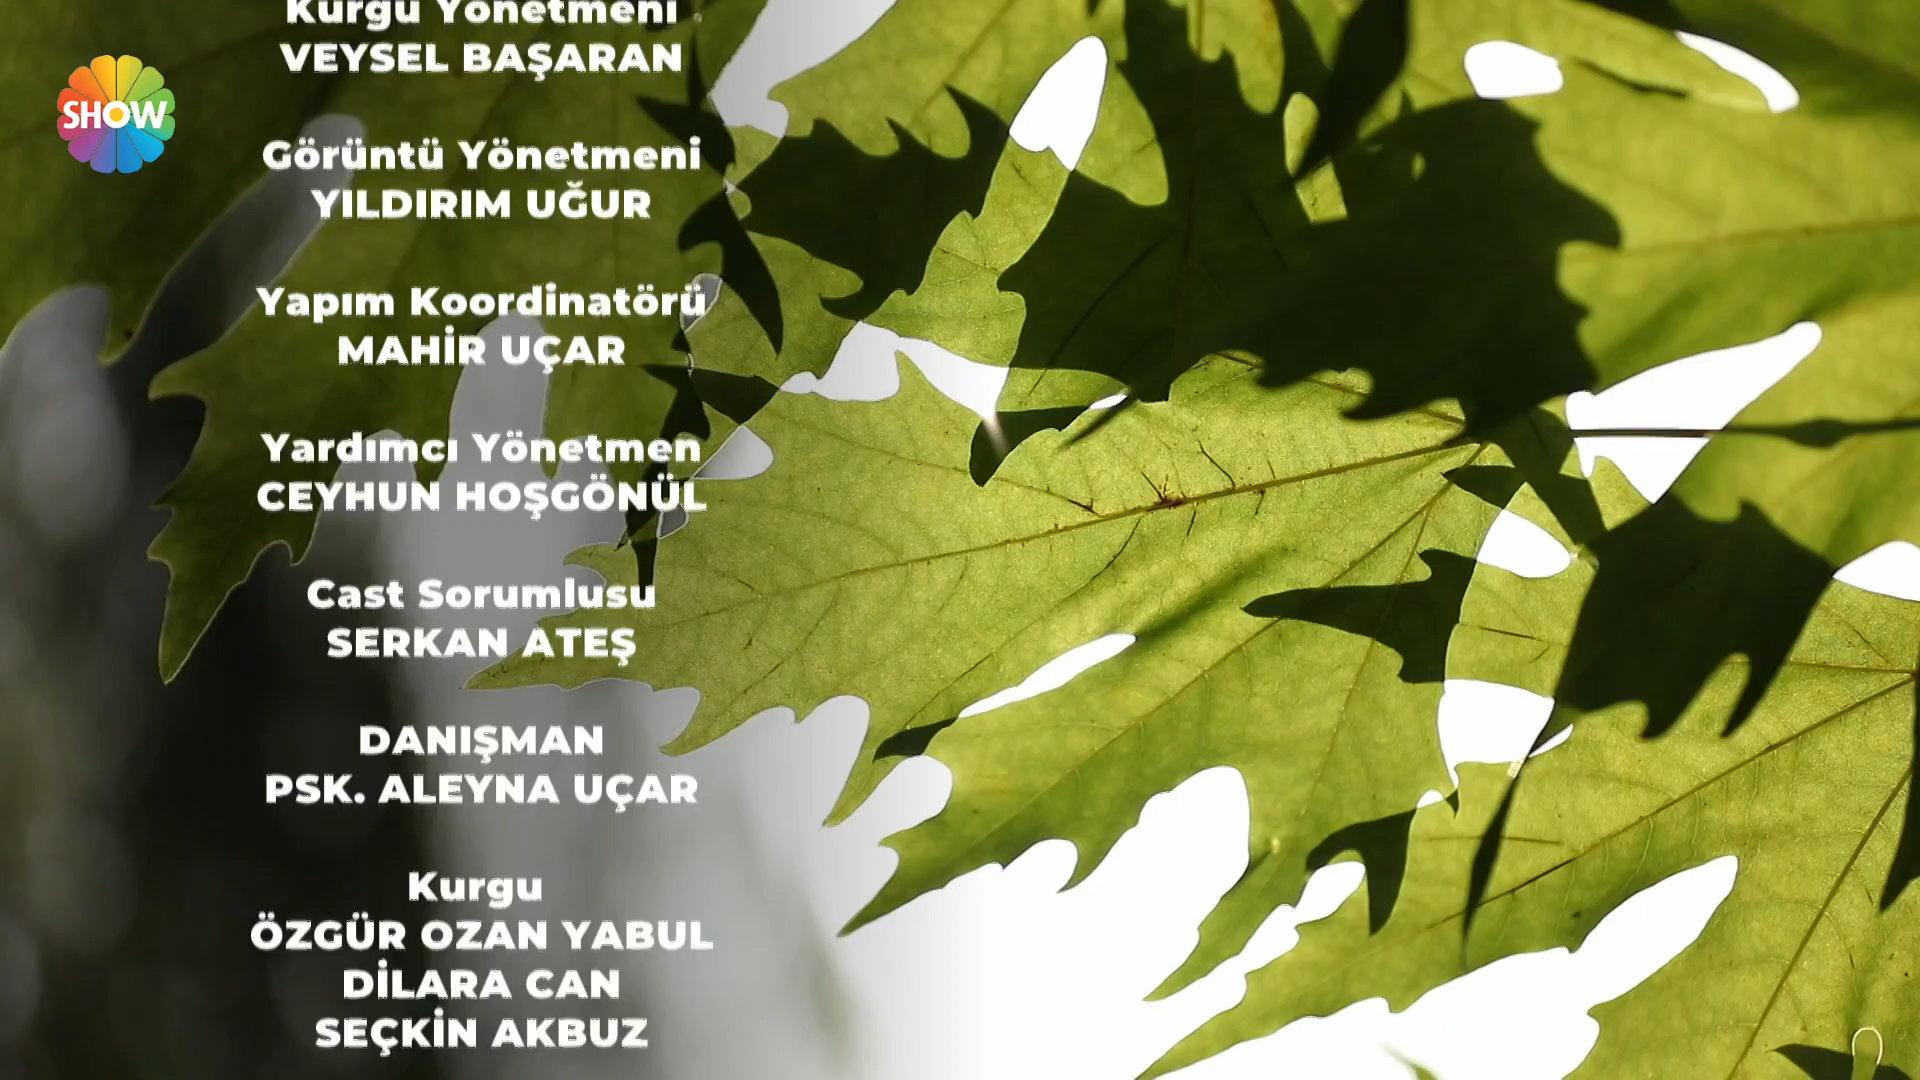 Kurgu Yönetmeni
VEYSEL BAŞARAN
SHOW
Görüntü Yönetmeni
YILDIRIM UĞUR
Yapım Koordinatörü
MAHİR UÇAR
Yardımcı Yönetmen
CEYHUN HOŞGÖNÜL
Cast Sorumlusu
SERKAN ATEŞ
DANIŞMAN
PSK. ALEYNA UÇAR
Kurgu
ÖZGÜR OZAN YABUL
DİLARA CAN
SEÇKİN AKBUZ